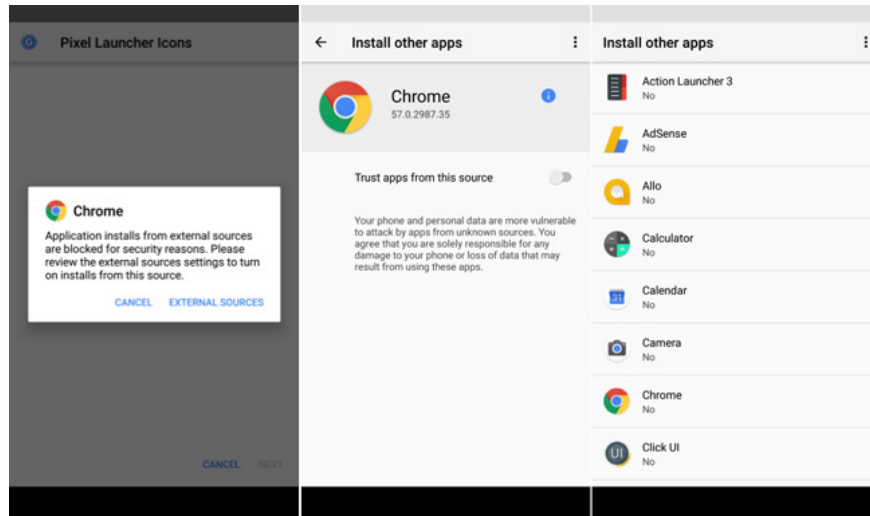 Pixel Launcher Icons
Chrome
Application installs from external sources
are blocked for security reasons. Please
review the external sources settings to turn
on installs from this source.
CANCEL EXTERNAL SOURCES
CANCEL NEXT
Install other apps
Chrome
57.0.2987.35
Trust apps from this source
Your phone and personal data are more vulnerable
to attack by apps from unknown sources. You
agree that you are solely responsible for any
damage to your phone or loss of data that may
result from using these apps.
Install other apps
Action Launcher 3
No
AdSense
No
Allo
No
Calculator
No
31
Calendar
No
Camera
No
Chrome
No
UI
Click UI
No